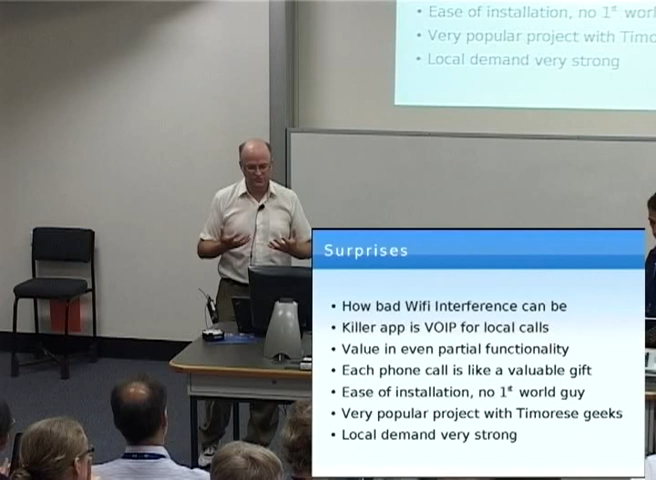 Ease of installation, no 1st worl
Very popular project with Timo
Local demand very strong
Surprises
How bad Wifi Interference can be
Killer app is VOIP for local calls
Value in even partial functionality
Each phone call is like a valuable gift
Ease of installation, no 1st world guy
Very popular project with Timorese geeks
Local demand very strong